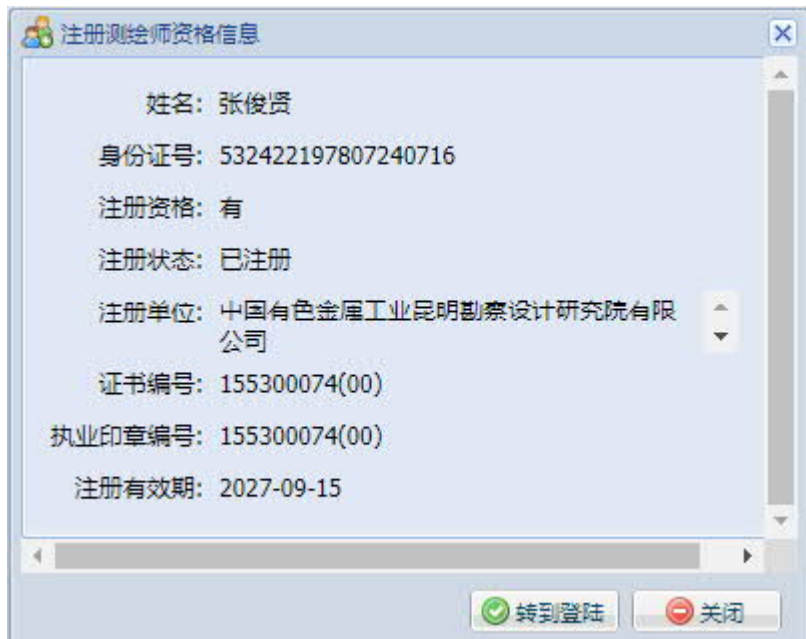 注册测绘师资格信息
姓名: 张俊贤
身份证号: 532422197807240716
注册资格: 有
注册状态: 已注册
注册单位: 中国有色金属工业昆明勘察设计研究院有限
公司
证书编号: 155300074(00)
执业印章编号: 155300074(00)
注册有效期: 2027-09-15
转到登陆 关闭